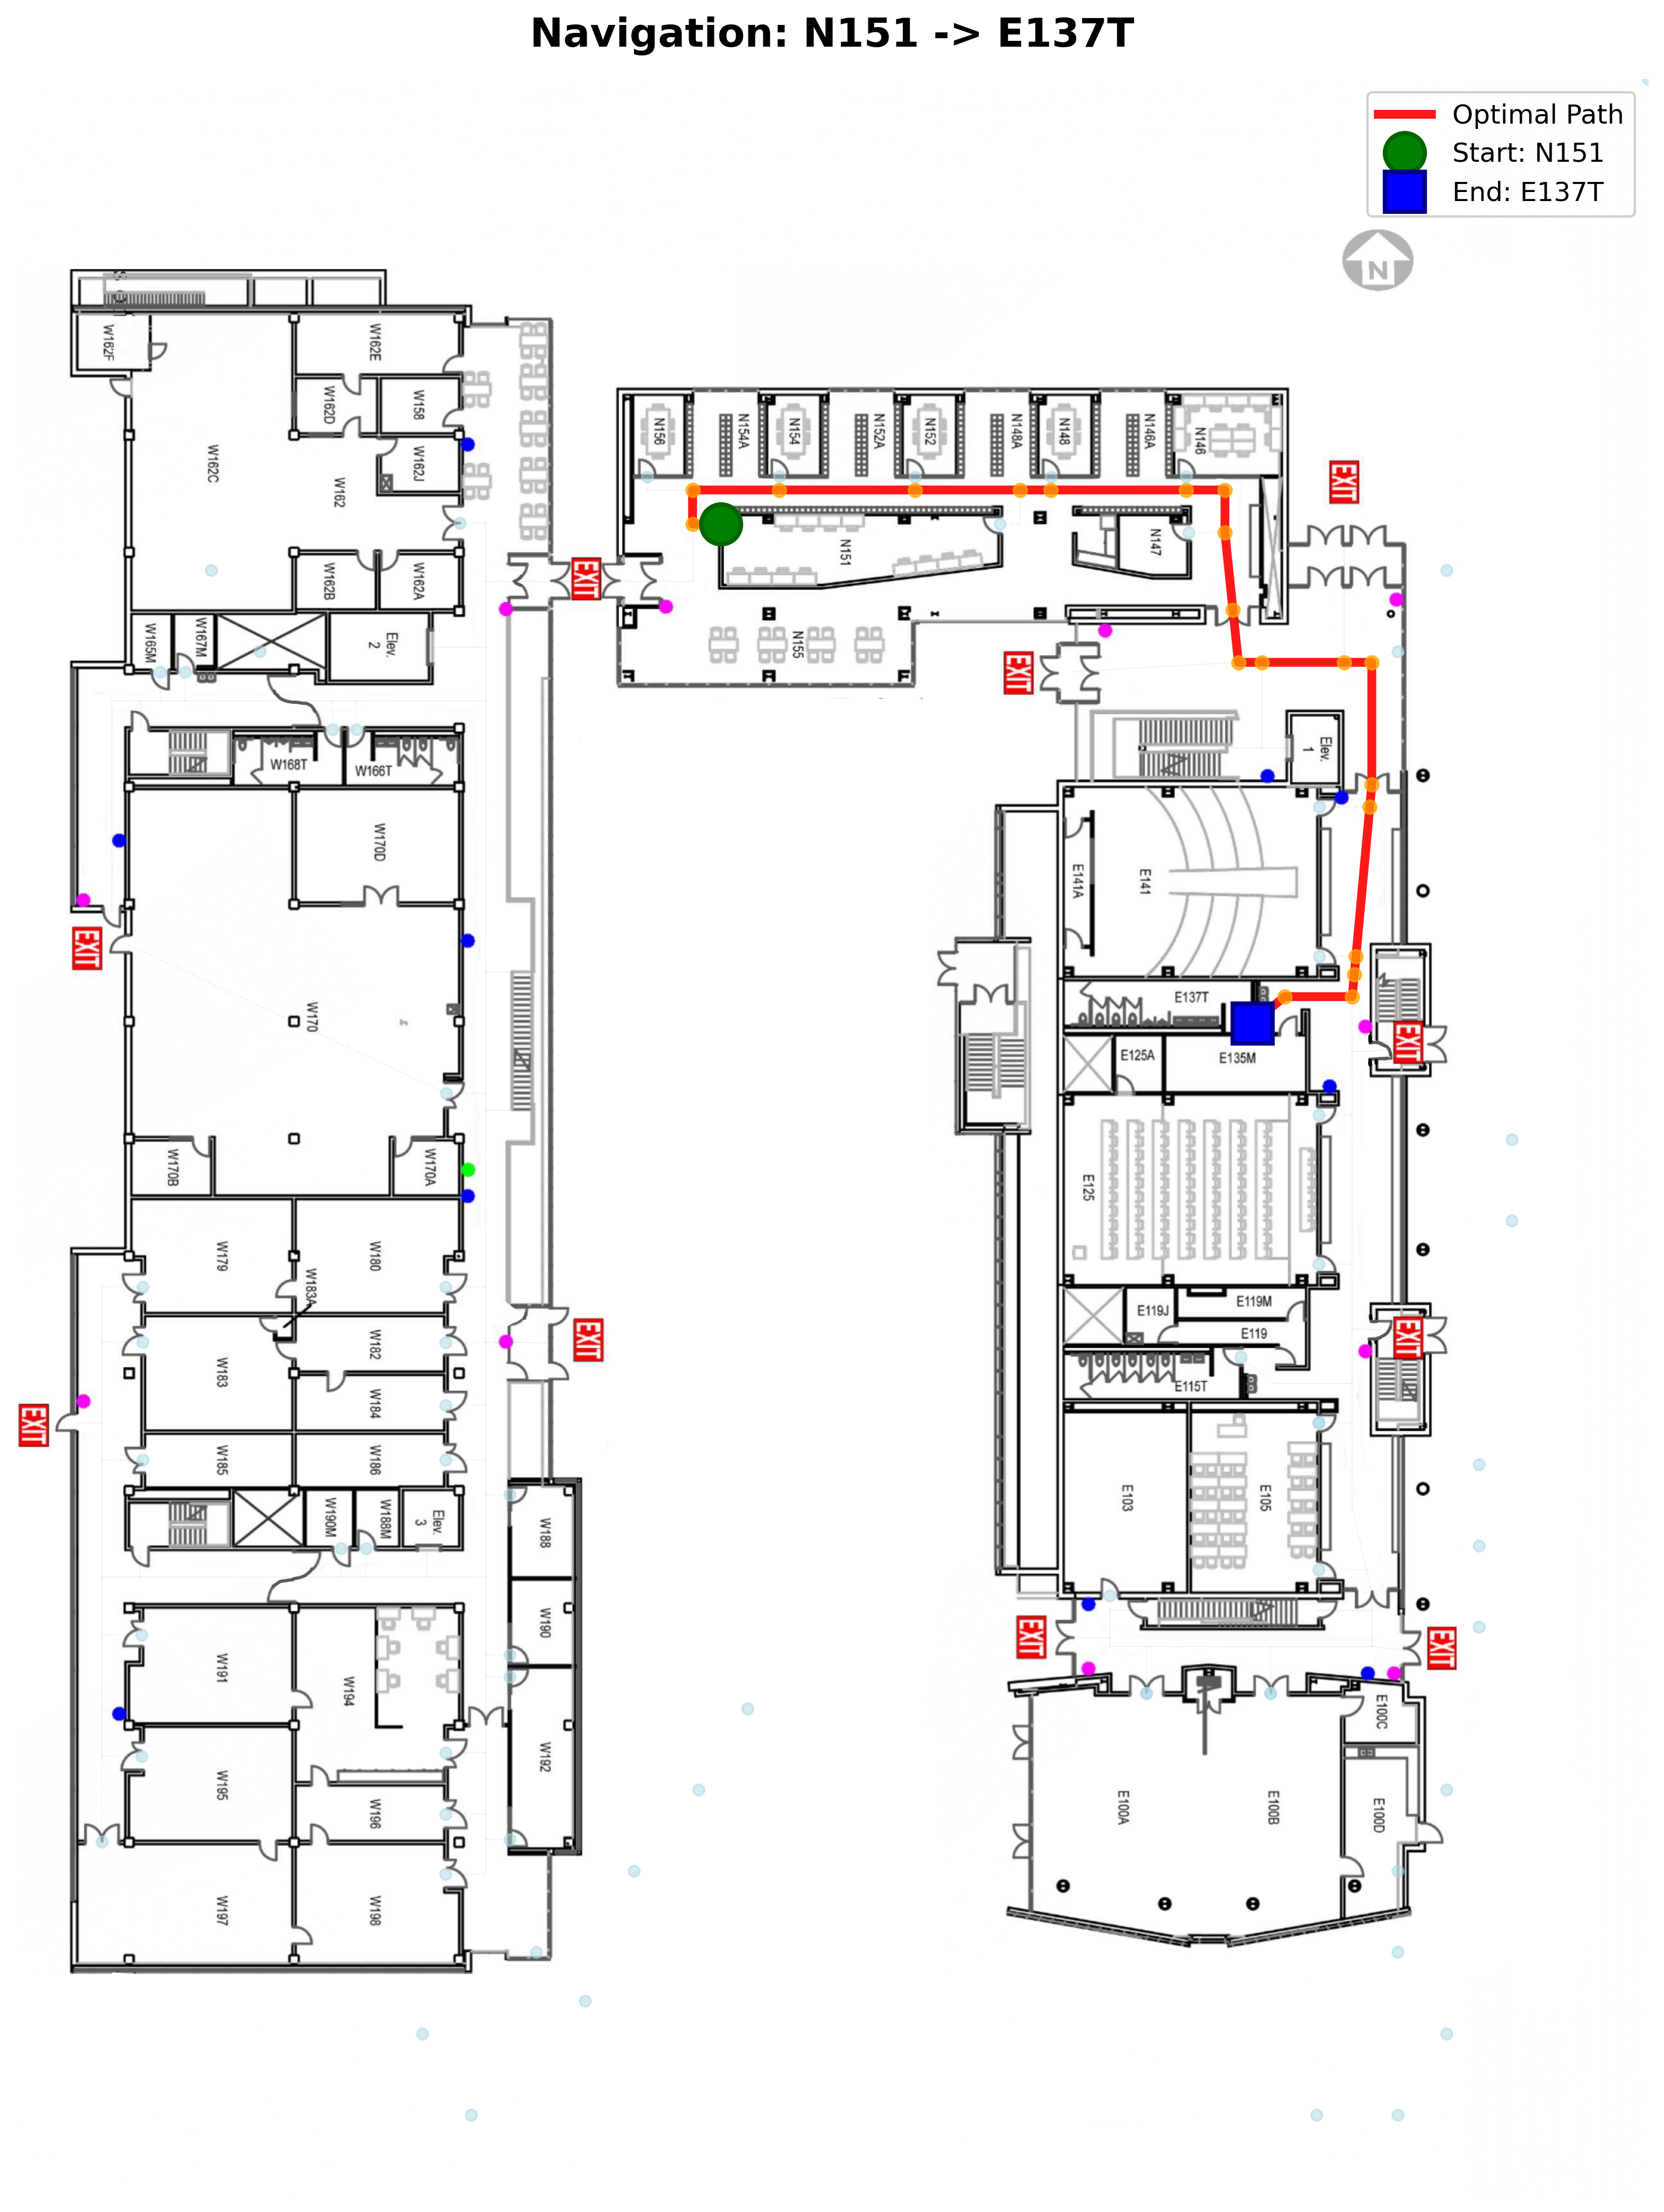 Navigation: N151 -> E137T
Optimal Path
Start: N151
End: E137T
N
W162F
W162E
W162D
W158
W162C
W162
W162J
W162B
W162A
W165M
W167M
Elev.
2
W168T
W166T
W170D
W170
W170B
W170A
W179
W180
W183A
W183
W182
W184
W185
W186
W190M
W188M
Elev.
3
W188
W190
W192
W191
W194
W195
W196
W197
W198
EXIT
EXIT
EXIT
EXIT
N156
N154A
N154
N152A
N152
N148A
N148
N146A
N146
N151
N147
N155
EXIT
EXIT
Elev.
1
E141A
E141
E137T
E125A
E135M
EXIT
E125
E119J
E119M
E119
E115T
EXIT
E103
E105
EXIT
EXIT
E100C
E100A
E100B
E100D